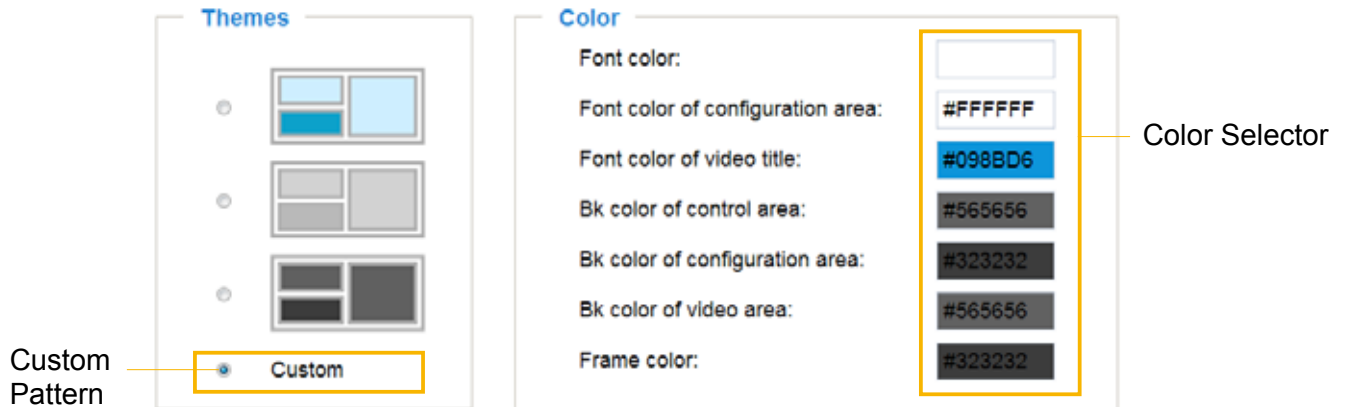 Themes
Custom
Custom
Pattern
Color
Font color:
Font color of configuration area: #FFFFFF
Font color of video title: #098BD6
Bk color of control area: #565656
Bk color of configuration area: #323232
Bk color of video area: #565656
Frame color: #323232
Color Selector